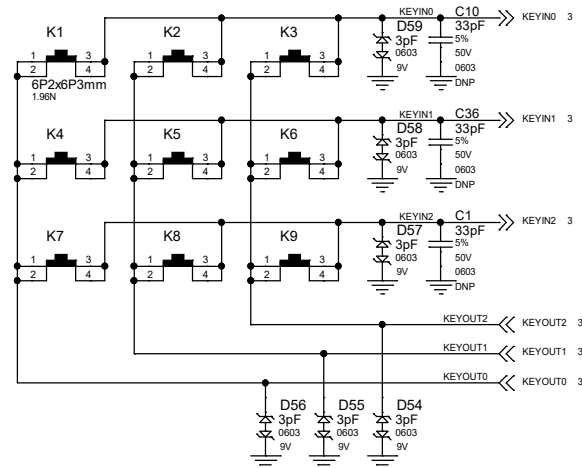 K1 K2 K3
KEYIN0
D59
3pF
0603
9V
C10
33pF
5%
50V
0603
DNP
KEYIN0 3
1 3 1 3 1 3
2 4 2 4 2 4
6P2x6P3mm
1.96N
K4 K5 K6
KEYIN1
D58
3pF
0603
9V
C36
33pF
5%
50V
0603
DNP
KEYIN1 3
1 3 1 3 1 3
2 4 2 4 2 4
K7 K8 K9
KEYIN2
D57
3pF
0603
9V
C1
33pF
5%
50V
0603
DNP
KEYIN2 3
1 3 1 3 1 3
2 4 2 4 2 4
KEYOUT2 KEYOUT2 3
KEYOUT1 KEYOUT1 3
KEYOUT0 KEYOUT0 3
D56
3pF
0603
9V
D55
3pF
0603
9V
D54
3pF
0603
9V